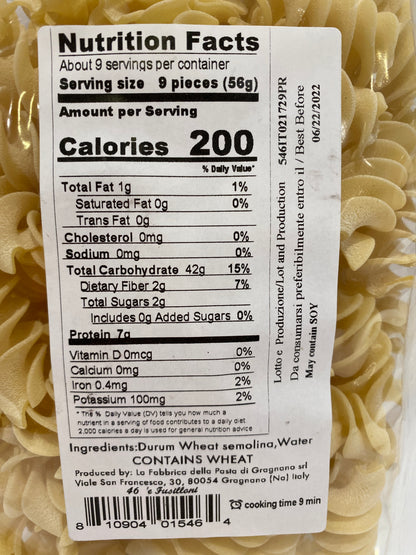 Nutrition Facts
About 9 servings per container
Serving size 9 pieces (56g)
Amount per Serving
Calories 200
% Daily Value*
Total Fat 1g 1%
Saturated Fat 0g 0%
Trans Fat 0g
Cholesterol 0mg 0%
Sodium 0mg 0%
Total Carbohydrate 42g 15%
Dietary Fiber 2g 7%
Total Sugars 2g
Includes 0g Added Sugars 0%
Protein 7g
Vitamin D 0mcg 0%
Calcium 0mg 0%
Iron 0.4mg 2%
Potassium 100mg 2%
* The % Daily Value (DV) tells you how much a
nutrient in a serving of food contributes to a daily diet
2,000 calories a day is used for general nutrition advice
Ingredients:Durum Wheat semolina,Water
CONTAINS WHEAT
Produced by: La Fabbrica della Pasta di Gragnano srl
Viale San Francesco, 30, 80054 Gragnano (Na) Italy
46 'e Fusilloni
cooking time 9 min
8 10904 01546 4
Lotto e Produzione/Lot and Production 546IT021729PR
Da consumarsi preferibilmente entro il / Best Before
06/22/2022
May contain SOY